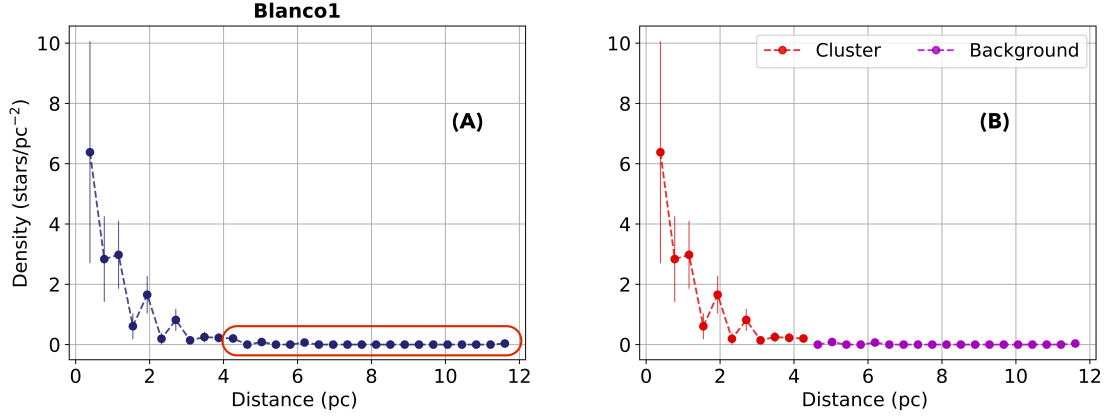 Blanco1
Density (stars/pc⁻²)
10
8
6
4
2
0
(A)
0 2 4 6 8 10 12
Distance (pc)
Cluster Background
10
8
6
4
2
0
(B)
0 2 4 6 8 10 12
Distance (pc)